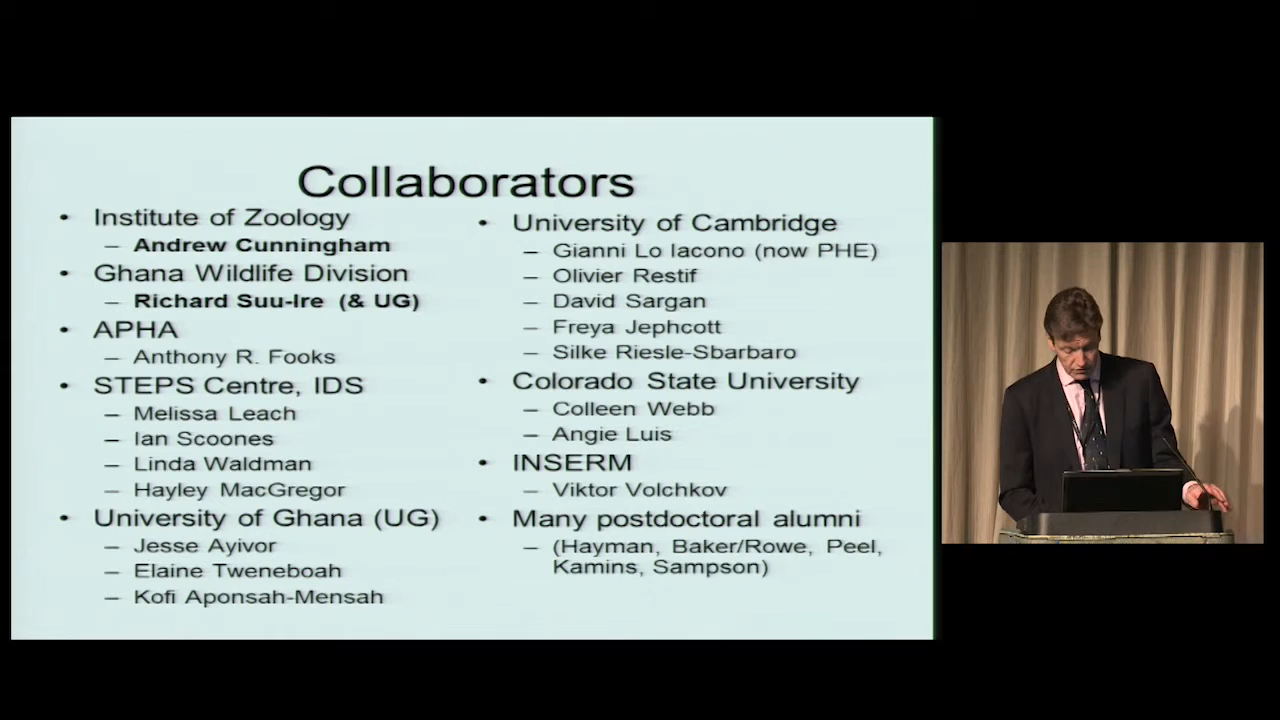 Collaborators
• Institute of Zoology
– Andrew Cunningham
• Ghana Wildlife Division
– Richard Suu-Ire (& UG)
• APHA
– Anthony R. Fooks
• STEPS Centre, IDS
– Melissa Leach
– Ian Scoones
– Linda Waldman
– Hayley MacGregor
• University of Ghana (UG)
– Jesse Ayivor
– Elaine Tweneboah
– Kofi Aponsah-Mensah
• University of Cambridge
– Gianni Lo Iacono (now PHE)
– Olivier Restif
– David Sargan
– Freya Jephcott
– Silke Riesle-Sbarbaro
• Colorado State University
– Colleen Webb
– Angie Luis
• INSERM
– Viktor Volchkov
• Many postdoctoral alumni
– (Hayman, Baker/Rowe, Peel,
Kamins, Sampson)